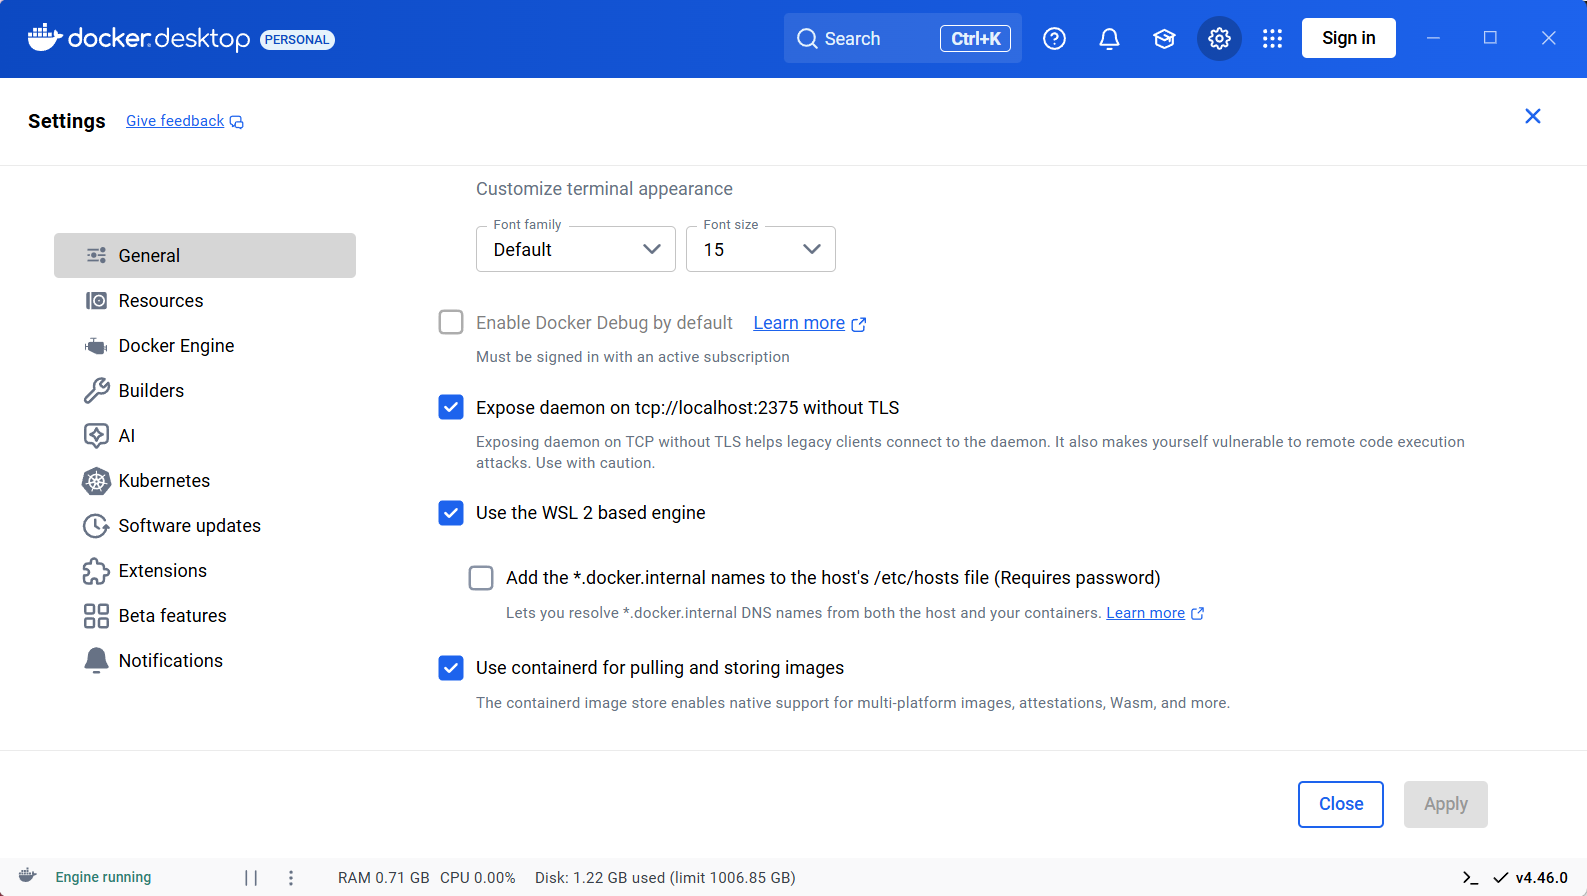 docker.desktop PERSONAL
Search Ctrl+K
Sign in
Settings Give feedback
Customize terminal appearance
Font family
Default
Font size
15
General
Resources
Docker Engine
Builders
AI
Kubernetes
Software updates
Extensions
Beta features
Notifications
Enable Docker Debug by default Learn more
Must be signed in with an active subscription
Expose daemon on tcp://localhost:2375 without TLS
Exposing daemon on TCP without TLS helps legacy clients connect to the daemon. It also makes yourself vulnerable to remote code execution
attacks. Use with caution.
Use the WSL 2 based engine
Add the *.docker.internal names to the host's /etc/hosts file (Requires password)
Lets you resolve *.docker.internal DNS names from both the host and your containers. Learn more
Use containerd for pulling and storing images
The containerd image store enables native support for multi-platform images, attestations, Wasm, and more.
Close Apply
Engine running RAM 0.71 GB CPU 0.00% Disk: 1.22 GB used (limit 1006.85 GB) v4.46.0